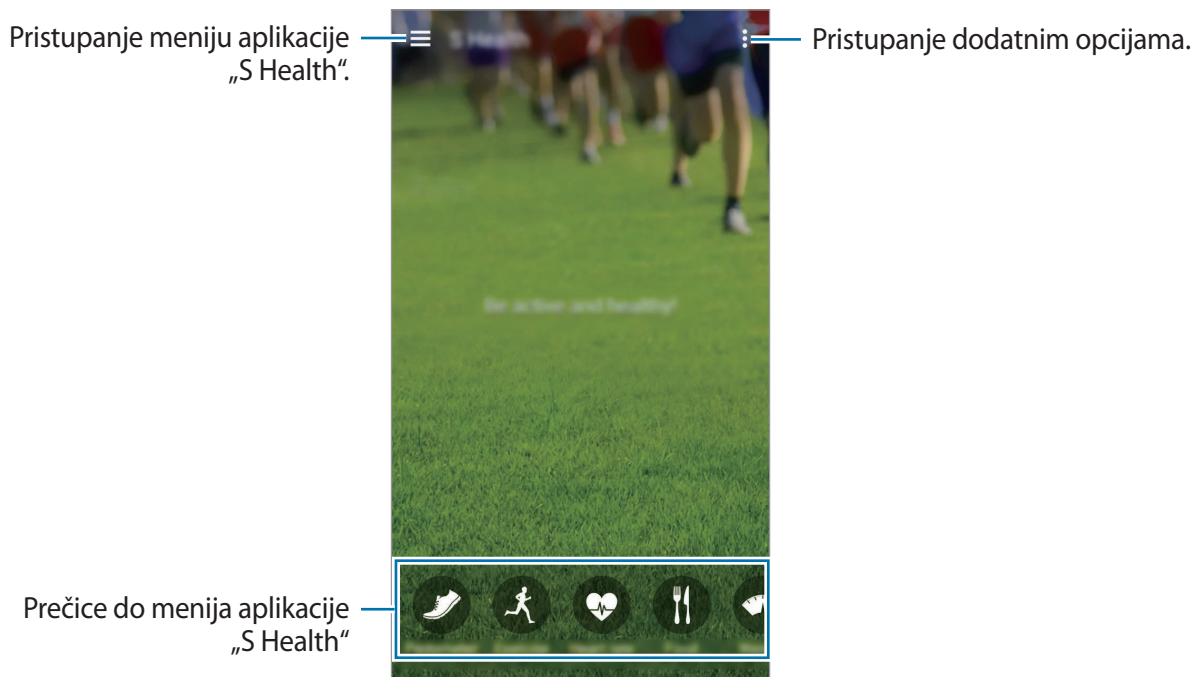 Pristupanje meniju aplikacije
„S Health“.
Pristupanje dodatnim opcijama.
S Health
Be active and healthy!
Prečice do menija aplikacije
„S Health“